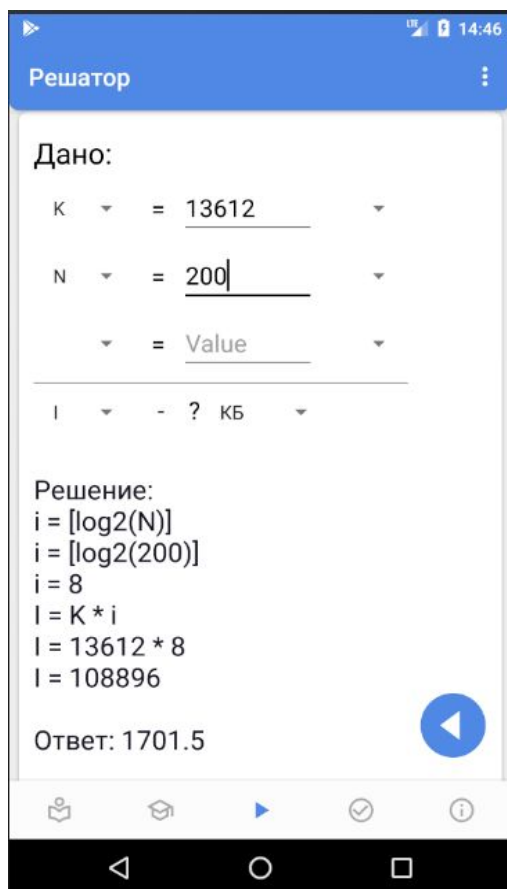 LTE 14:46
Решатор
Дано:
K = 13612
N = 200
= Value
I - ? КБ
Решение:
i = [log2(N)]
i = [log2(200)]
i = 8
I = K * i
I = 13612 * 8
I = 108896
Ответ: 1701.5